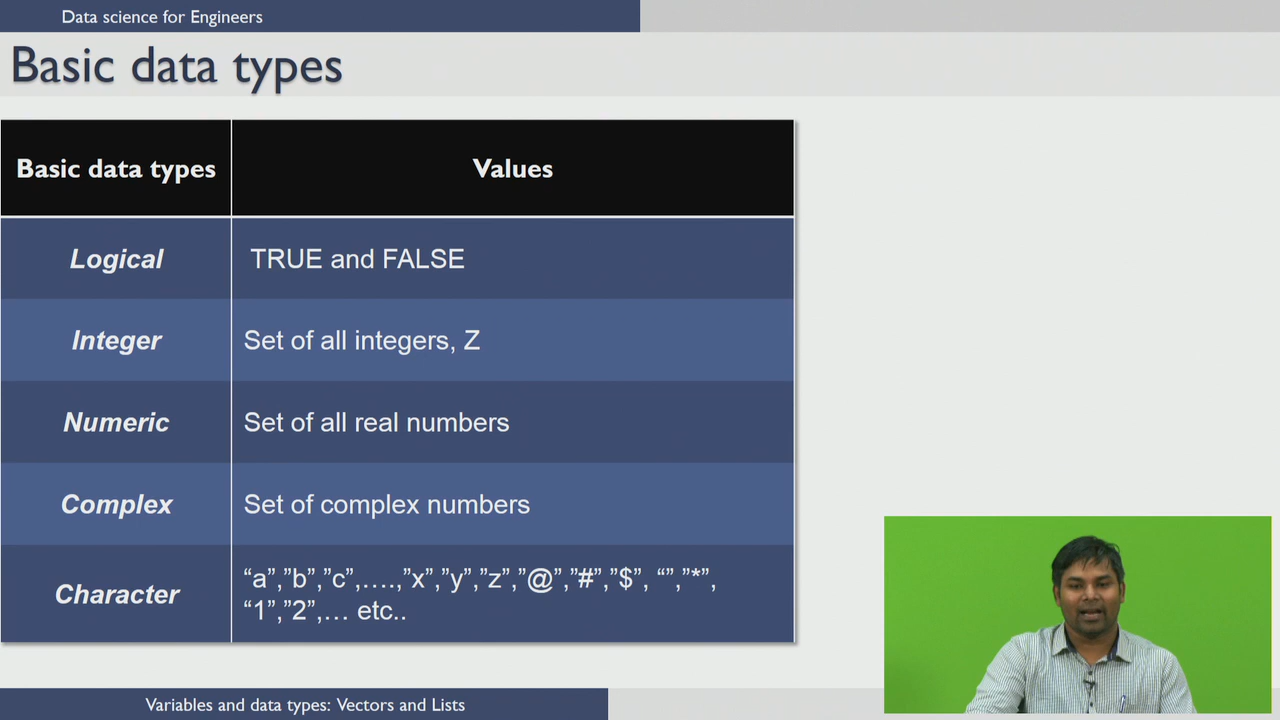 Data science for Engineers
Basic data types
Basic data types Values
Logical TRUE and FALSE
Integer Set of all integers, Z
Numeric Set of all real numbers
Complex Set of complex numbers
Character “a”,”b”,”c”,….,”x”,”y”,”z”,”@”,”#”,”$”, “”,”*”,
“1”,”2”,… etc..
Variables and data types: Vectors and Lists